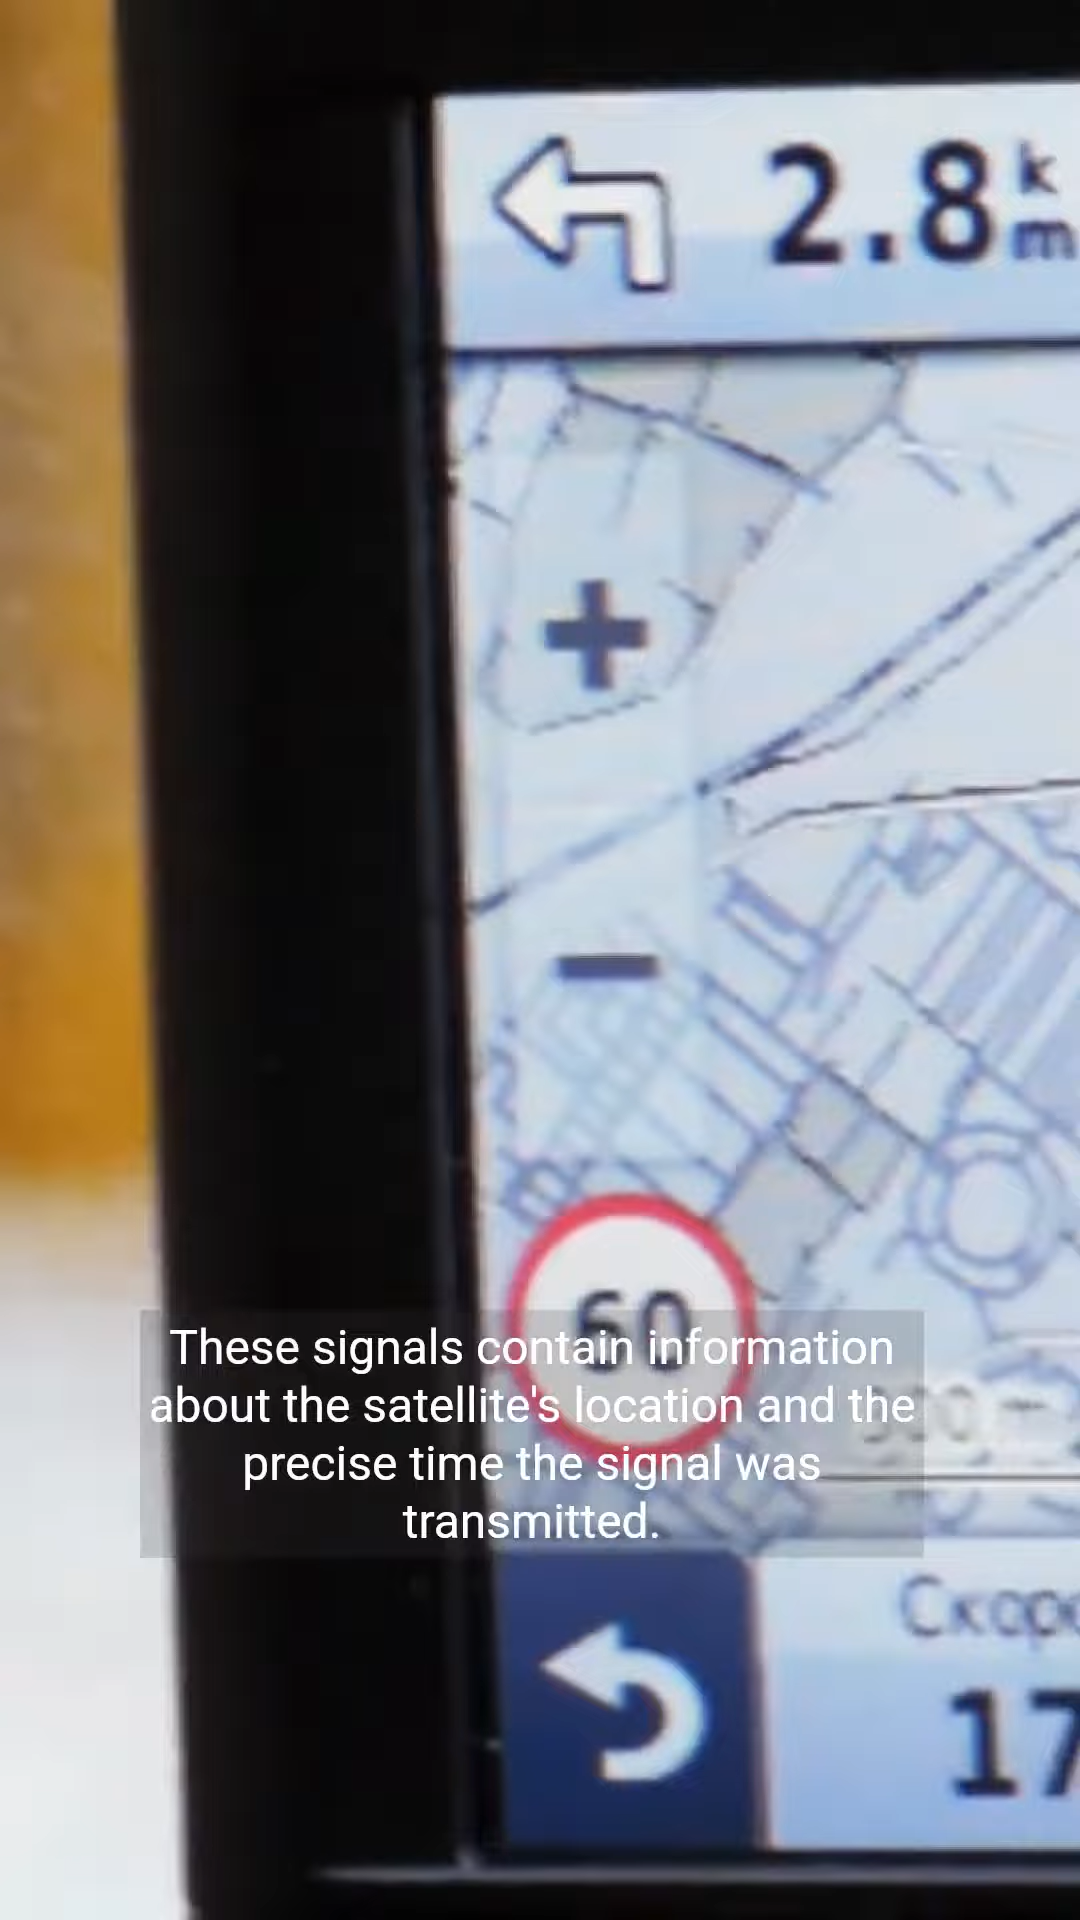 2.8 km
60
These signals contain information
about the satellite's location and the
precise time the signal was
transmitted.
17